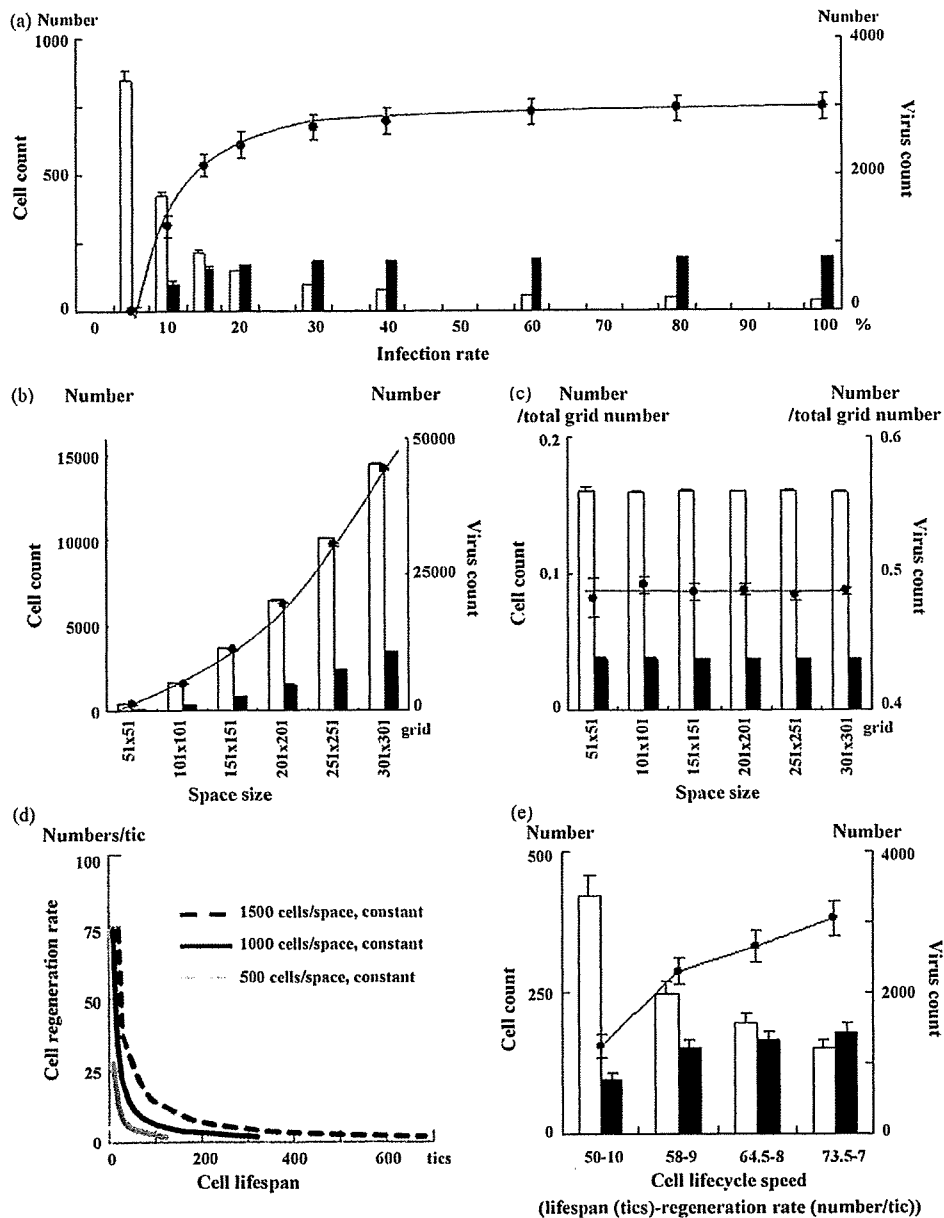 (a) Number Number
1000 4000
Cell count
500 2000
Virus count
0 0
0 10 20 30 40 50 60 70 80 90 100 %
Infection rate
(b) Number Number
50000
15000
Cell count
10000
25000
Virus count
5000
0 0
51x51 101x101 151x151 201x201 251x251 301x301 grid
Space size
(c) Number Number
/total grid number /total grid number
0.2 0.6
Cell count
0.1 0.5
Virus count
0 0.4
51x51 101x101 151x151 201x201 251x251 301x301 grid
Space size
(d)
Numbers/tic
100
1500 cells/space, constant
75
1000 cells/space, constant
500 cells/space, constant
Cell regeneration rate
50
25
0
0 200 400 600 tics
Cell lifespan
(e)
Number Number
500 4000
Cell count
250 2000
Virus count
0 0
50-10 58-9 64.5-8 73.5-7
Cell lifecycle speed
(lifespan (tics)-regeneration rate (number/tic))